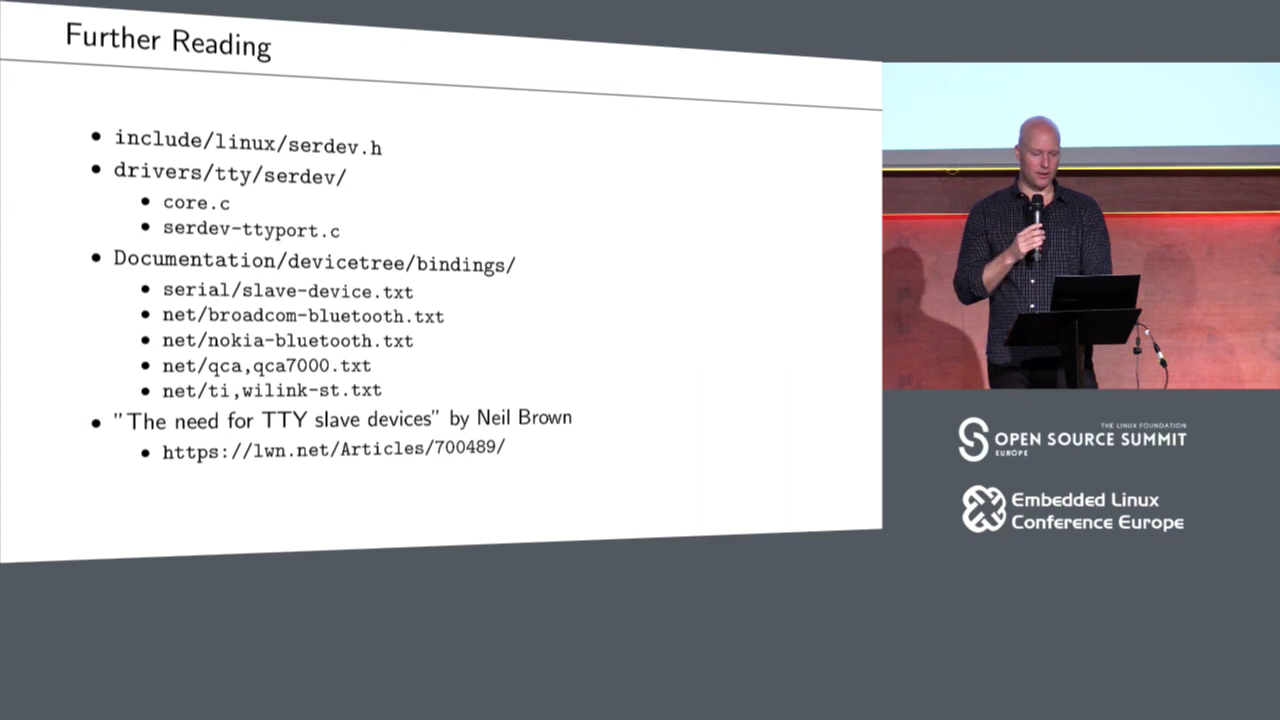 Further Reading
include/linux/serdev.h
drivers/tty/serdev/
core.c
serdev-ttyport.c
Documentation/devicetree/bindings/
serial/slave-device.txt
net/broadcom-bluetooth.txt
net/nokia-bluetooth.txt
net/qca,qca7000.txt
net/ti,wilink-st.txt
"The need for TTY slave devices" by Neil Brown
https://lwn.net/Articles/700489/
THE LINUX FOUNDATION
OPEN SOURCE SUMMIT
EUROPE
Embedded Linux
Conference Europe